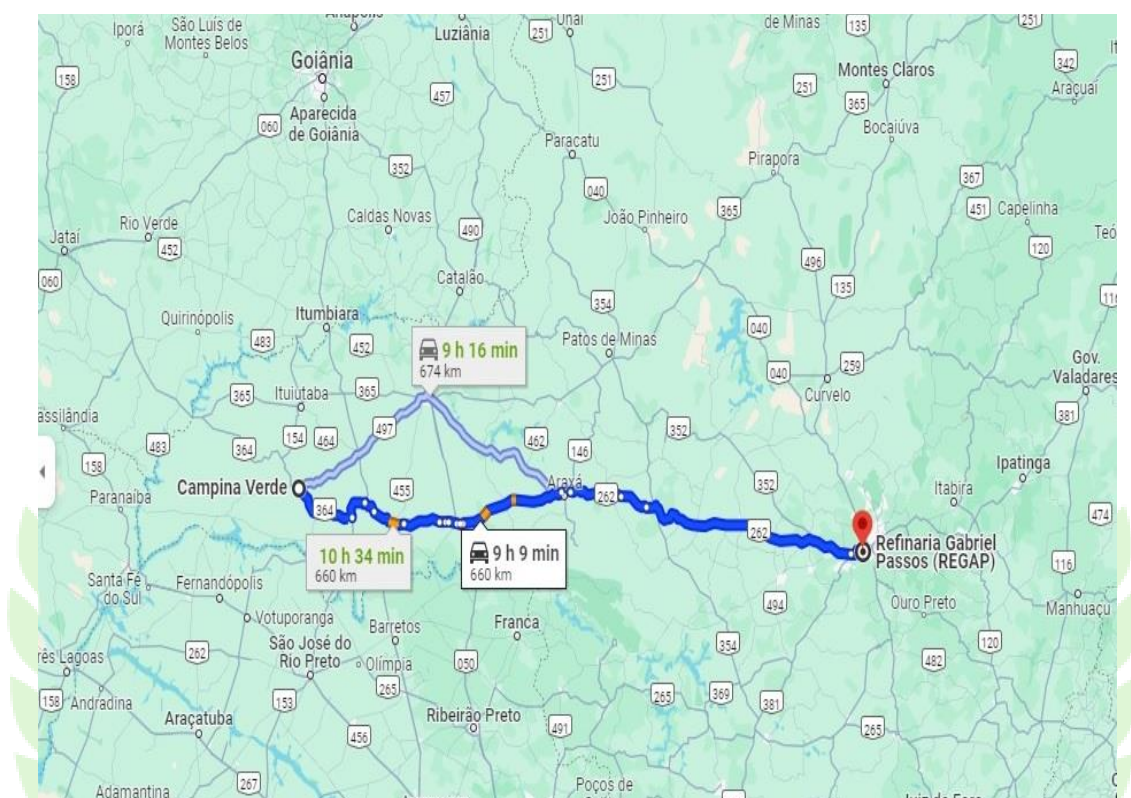 Iporá
São Luís de
Montes Belos
Anápolis
Luziânia
251
Unaí
de Minas
135
251
Goiânia
158
Aparecida
de Goiânia
060
457
251
251
Montes Claros
342
Araçuaí
365
Bocaiúva
352
Paracatu
040
Pirapora
367
451
Capelinha
Rio Verde
452
Jataí
060
Caldas Novas
490
João Pinheiro
365
120
496
135
116
Catalão
354
Quirinópolis
Itumbiara
483
452
9 h 16 min
674 km
Patos de Minas
040
259
040
Curvelo
Gov.
Valadares
365
Ituiutaba
365
381
483
154
464
497
462
352
364
146
158
Paranaíba
Campina Verde
364
455
Araxá
262
352
Ipatinga
Itabira
474
262
Refinaria Gabriel
Passos (REGAP)
10 h 34 min
660 km
9 h 9 min
660 km
116
Santa Fé
do Sul
Fernandópolis
494
Ouro Preto
Manhuaçu
Votuporanga
Barretos
Franca
120
262
São José do
Rio Preto
Olímpia
050
354
482
158
Andradina
153
265
265
369
381
Araçatuba
Ribeirão Preto
491
265
456
267
Adamantina
Poços de